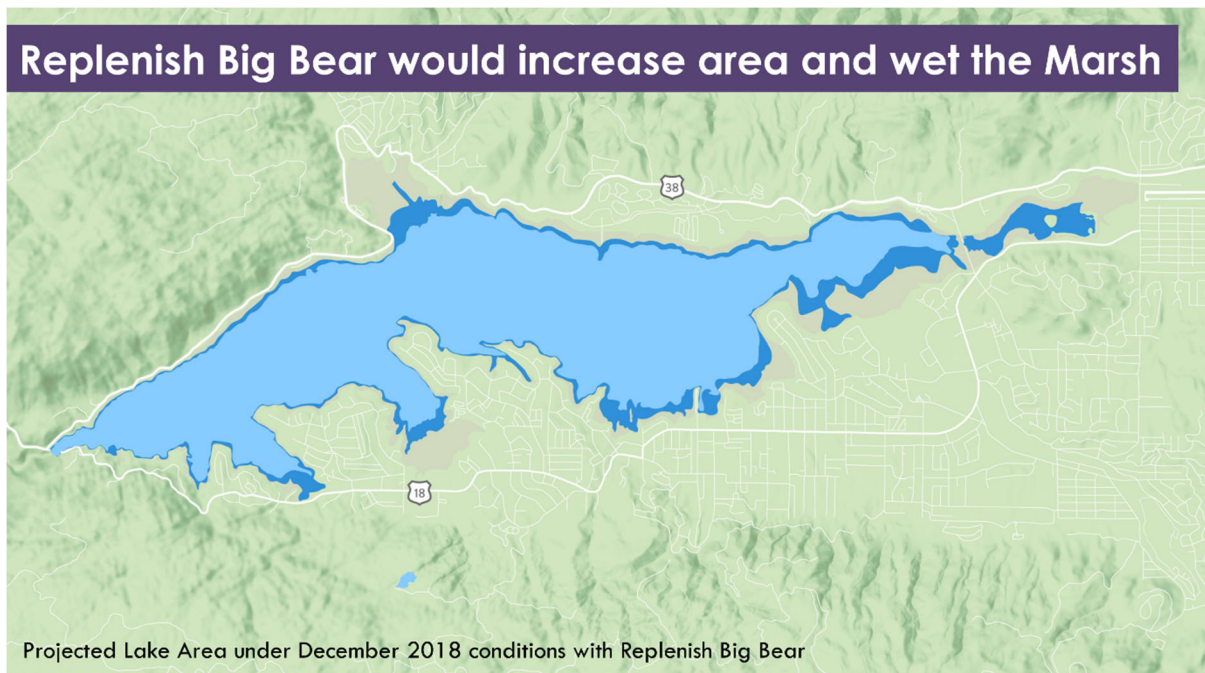 Replenish Big Bear would increase area and wet the Marsh
38
18
Projected Lake Area under December 2018 conditions with Replenish Big Bear